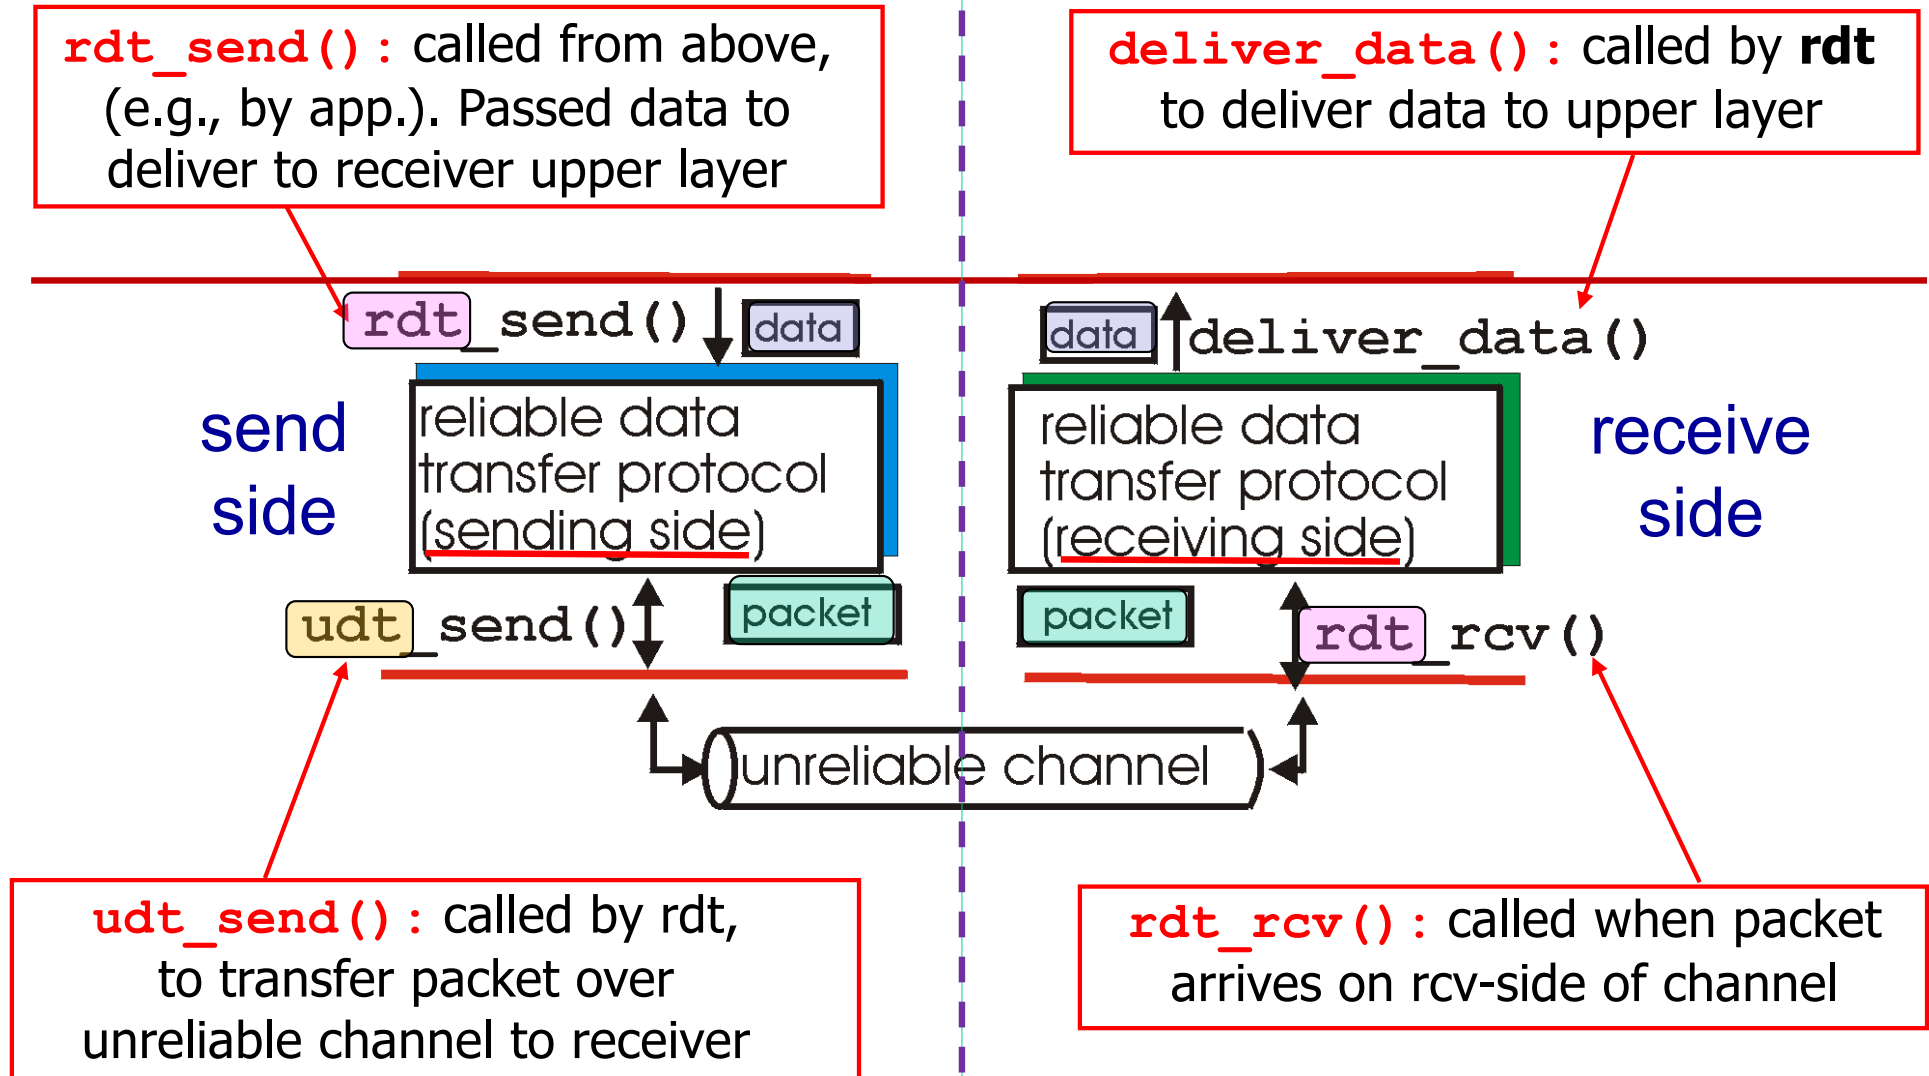 rdt_send(): called from above,
(e.g., by app.). Passed data to
deliver to receiver upper layer
deliver_data(): called by rdt
to deliver data to upper layer
rdt_send()
data
data
deliver_data()
send
side
reliable data
transfer protocol
(sending side)
reliable data
transfer protocol
(receiving side)
receive
side
udt_send()
packet
packet
rdt_rcv()
unreliable channel
udt_send(): called by rdt,
to transfer packet over
unreliable channel to receiver
rdt_rcv(): called when packet
arrives on rcv-side of channel